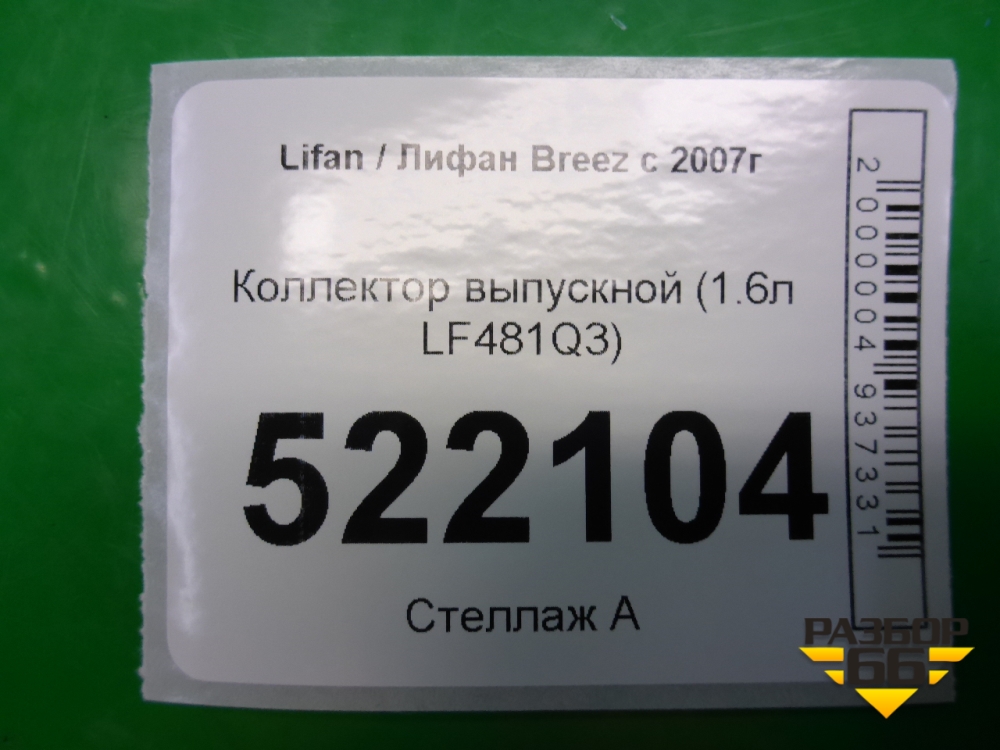 Lifan / Лифан Breez с 2007г
Коллектор выпускной (1.6л
LF481Q3)
522104
Стеллаж А
2000004937331
РАЗБОР
66